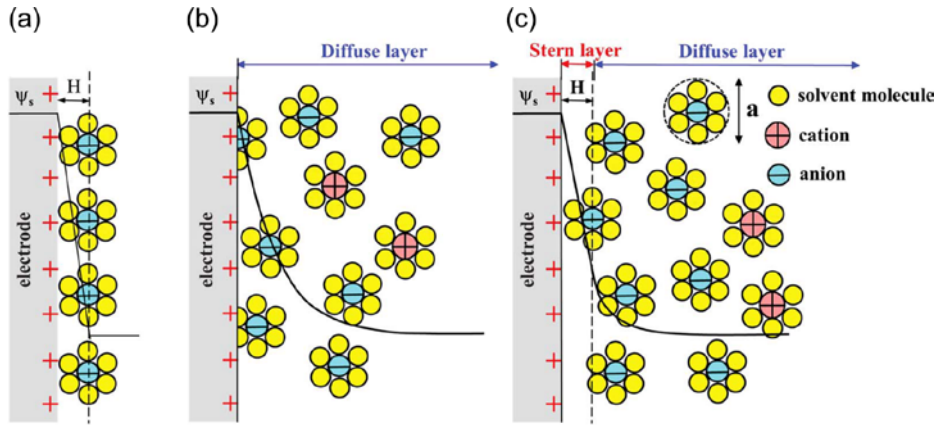 (a)
(b)
(c)
Diffuse layer
Stern layer
Diffuse layer
H
H
ψs
ψs
ψs
a
solvent molecule
cation
anion
electrode
electrode
electrode